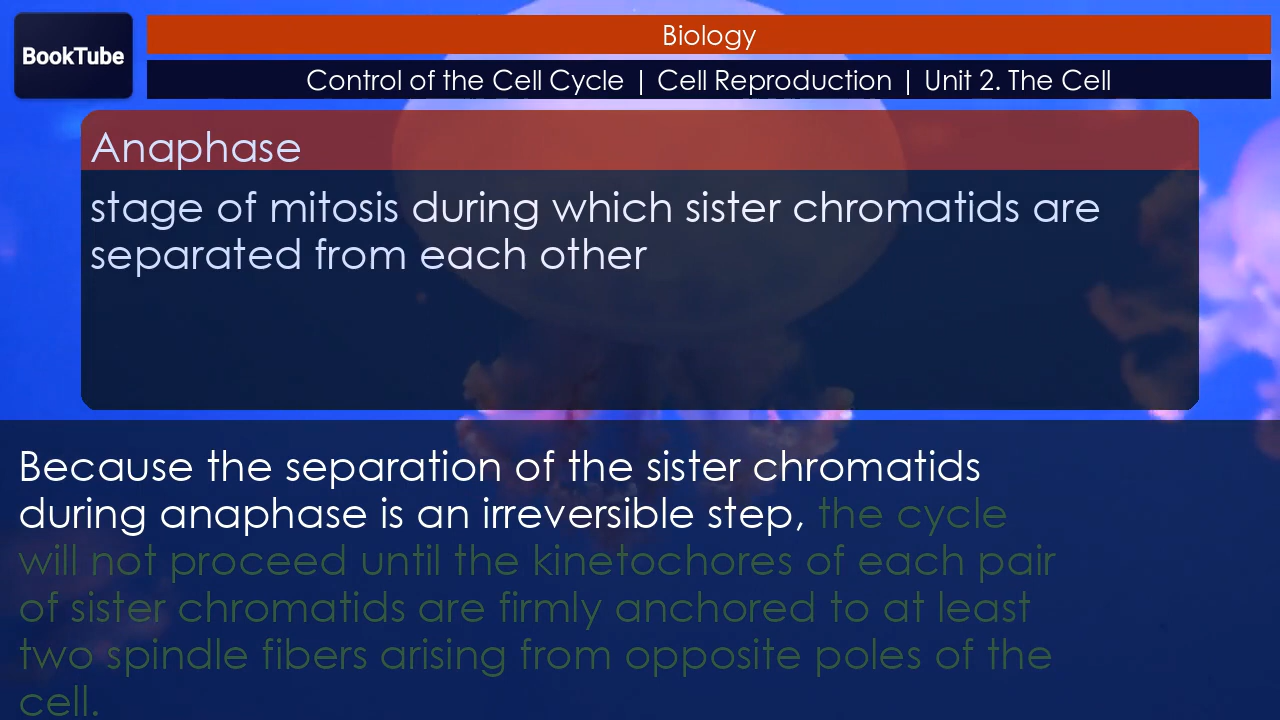 BookTube
Biology
Control of the Cell Cycle | Cell Reproduction | Unit 2. The Cell
Anaphase
stage of mitosis during which sister chromatids are
separated from each other
Because the separation of the sister chromatids
during anaphase is an irreversible step, the cycle
will not proceed until the kinetochores of each pair
of sister chromatids are firmly anchored to at least
two spindle fibers arising from opposite poles of the
cell.